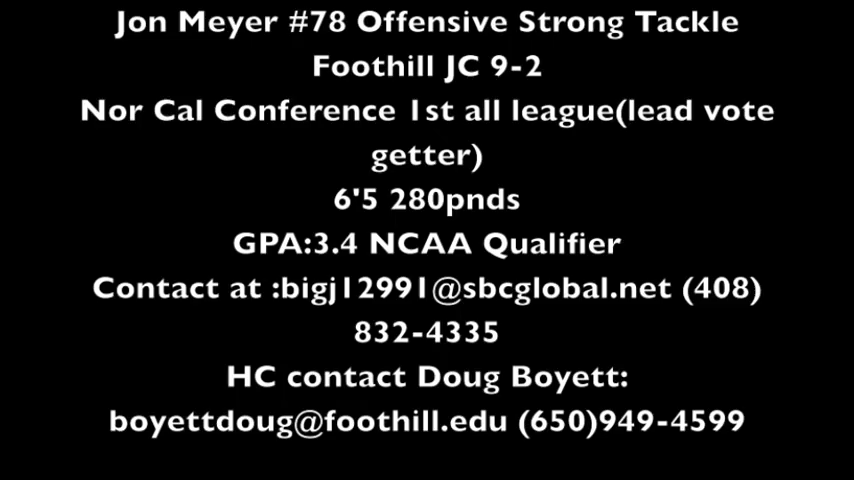 Jon Meyer #78 Offensive Strong Tackle
Foothill JC 9-2
Nor Cal Conference 1st all league(lead vote
getter)
6'5 280pnds
GPA:3.4 NCAA Qualifier
Contact at :bigj12991@sbcglobal.net (408)
832-4335
HC contact Doug Boyett:
boyettdoug@foothill.edu (650)949-4599